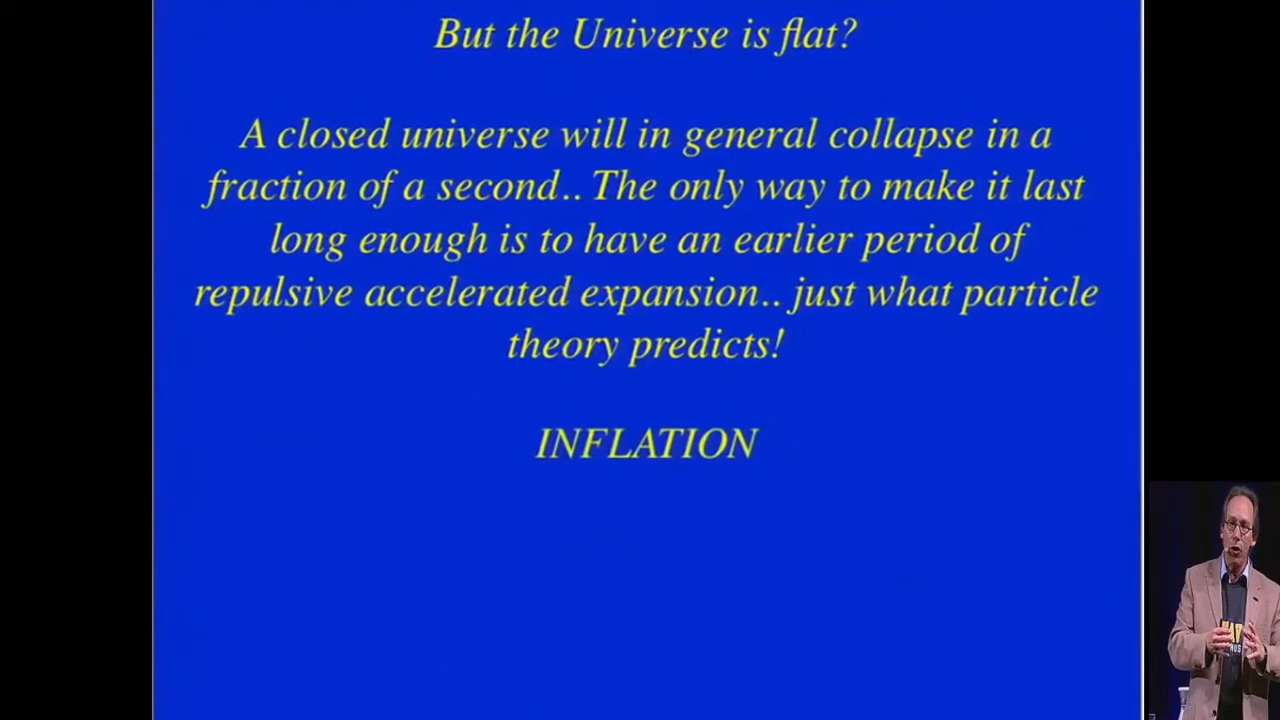 But the Universe is flat?
A closed universe will in general collapse in a
fraction of a second.. The only way to make it last
long enough is to have an earlier period of
repulsive accelerated expansion.. just what particle
theory predicts!
INFLATION